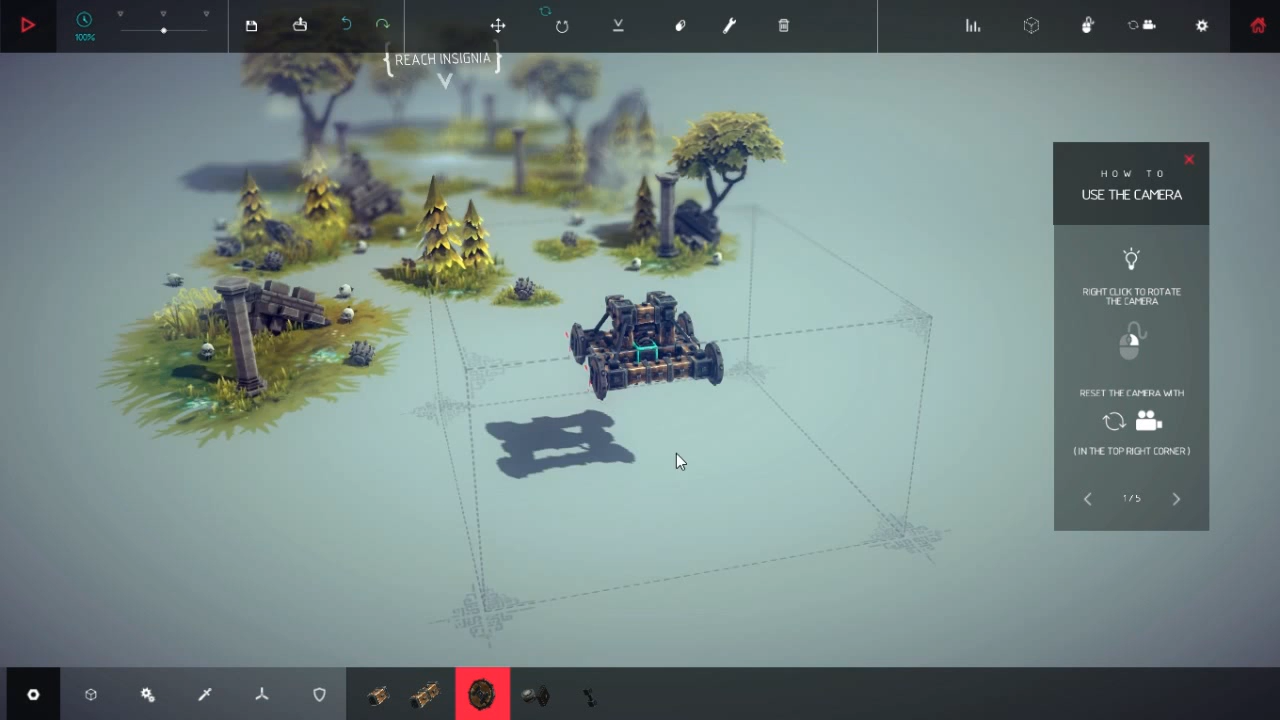 100%
REACH INSIGNIA
HOW TO
USE THE CAMERA
RIGHT CLICK TO ROTATE
THE CAMERA
RESET THE CAMERA WITH
( IN THE TOP RIGHT CORNER )
1/5